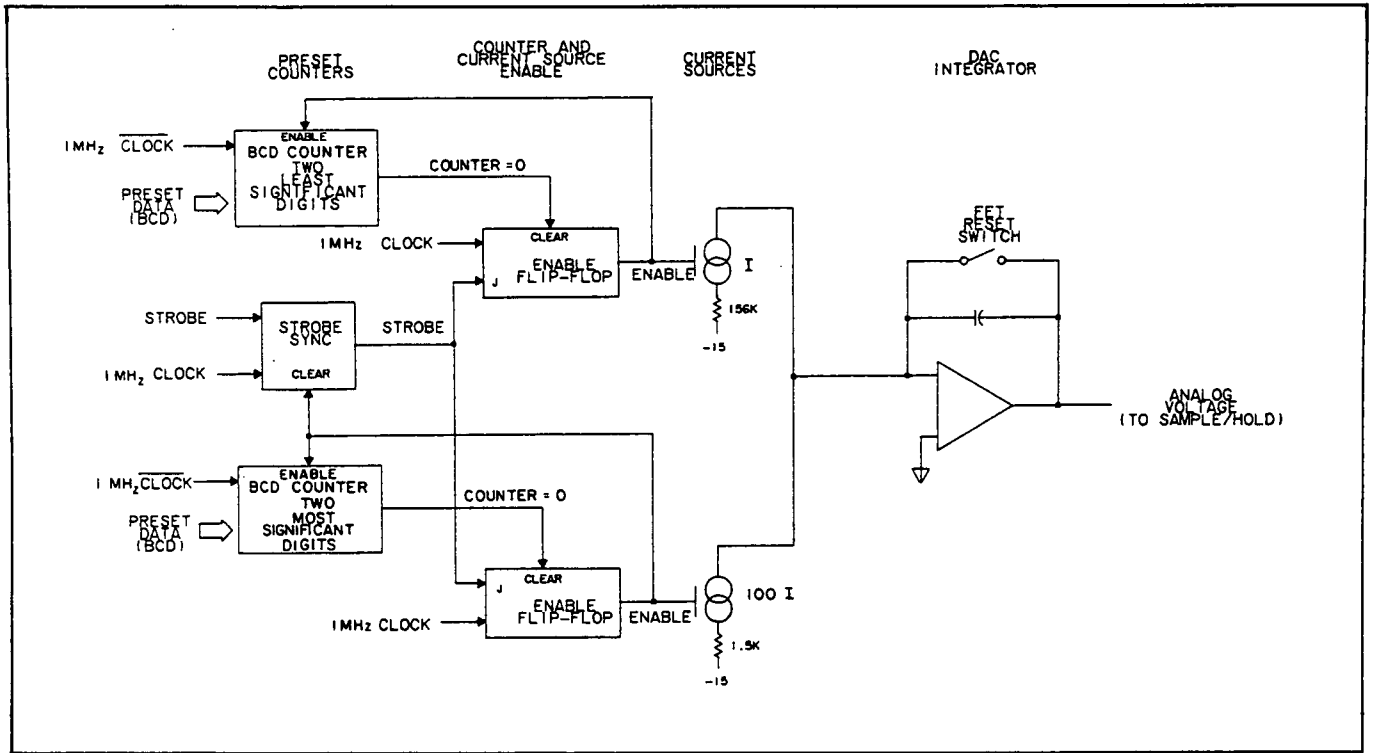 PRESET
COUNTERS
COUNTER AND
CURRENT SOURCE
ENABLE
CURRENT
SOURCES
DAC
INTEGRATOR
1MHz CLOCK
PRESET
DATA
(BCD)
ENABLE
BCD COUNTER
TWO
LEAST
SIGNIFICANT
DIGITS
COUNTER = 0
1MHz CLOCK
CLEAR
ENABLE
FLIP-FLOP
J
ENABLE
I
156K
-15
FET
RESET
SWITCH
STROBE
STROBE
SYNC
CLEAR
STROBE
1MHz CLOCK
ANALOG
VOLTAGE
(TO SAMPLE/HOLD)
1 MHz CLOCK
PRESET
DATA
(BCD)
ENABLE
BCD COUNTER
TWO
MOST
SIGNIFICANT
DIGITS
COUNTER = 0
J
CLEAR
ENABLE
FLIP-FLOP
1MHz CLOCK
ENABLE
100 I
1.5K
-15